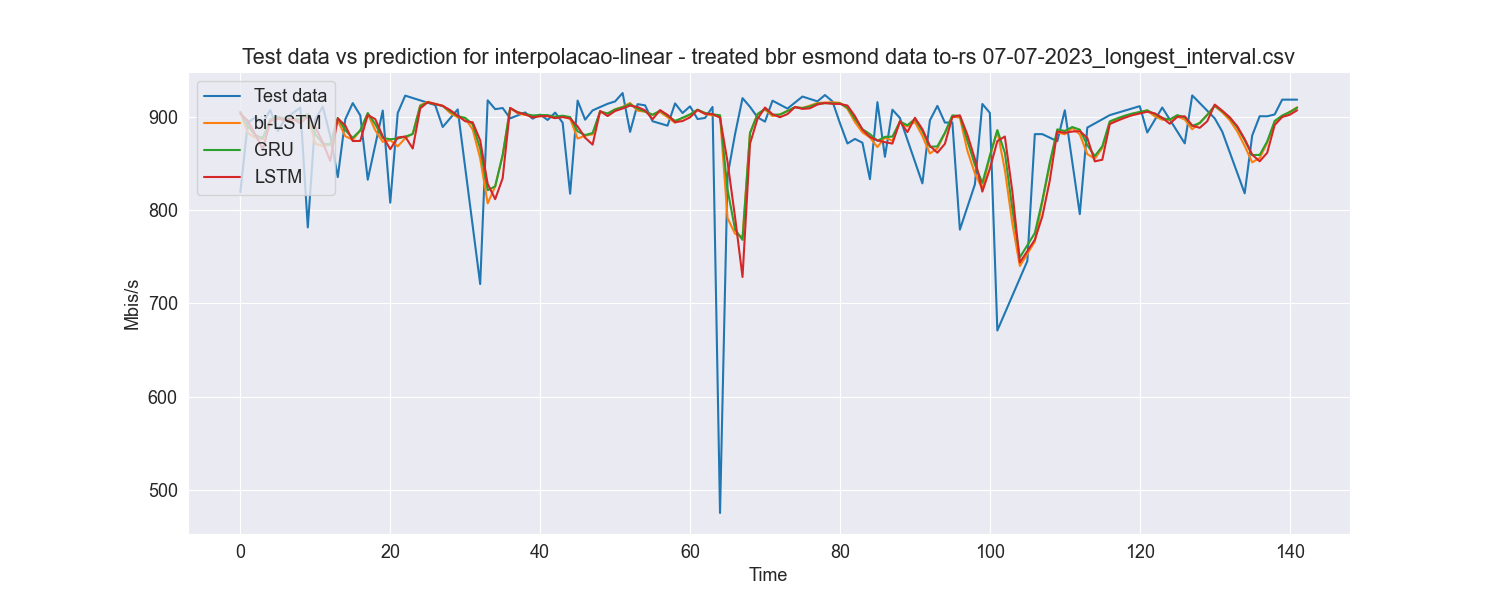 Test data vs prediction for interpolacao-linear - treated bbr esmond data to-rs 07-07-2023_longest_interval.csv
Test data
bi-LSTM
GRU
LSTM
900
800
700
600
500
Mbis/s
0 20 40 60 80 100 120 140
Time